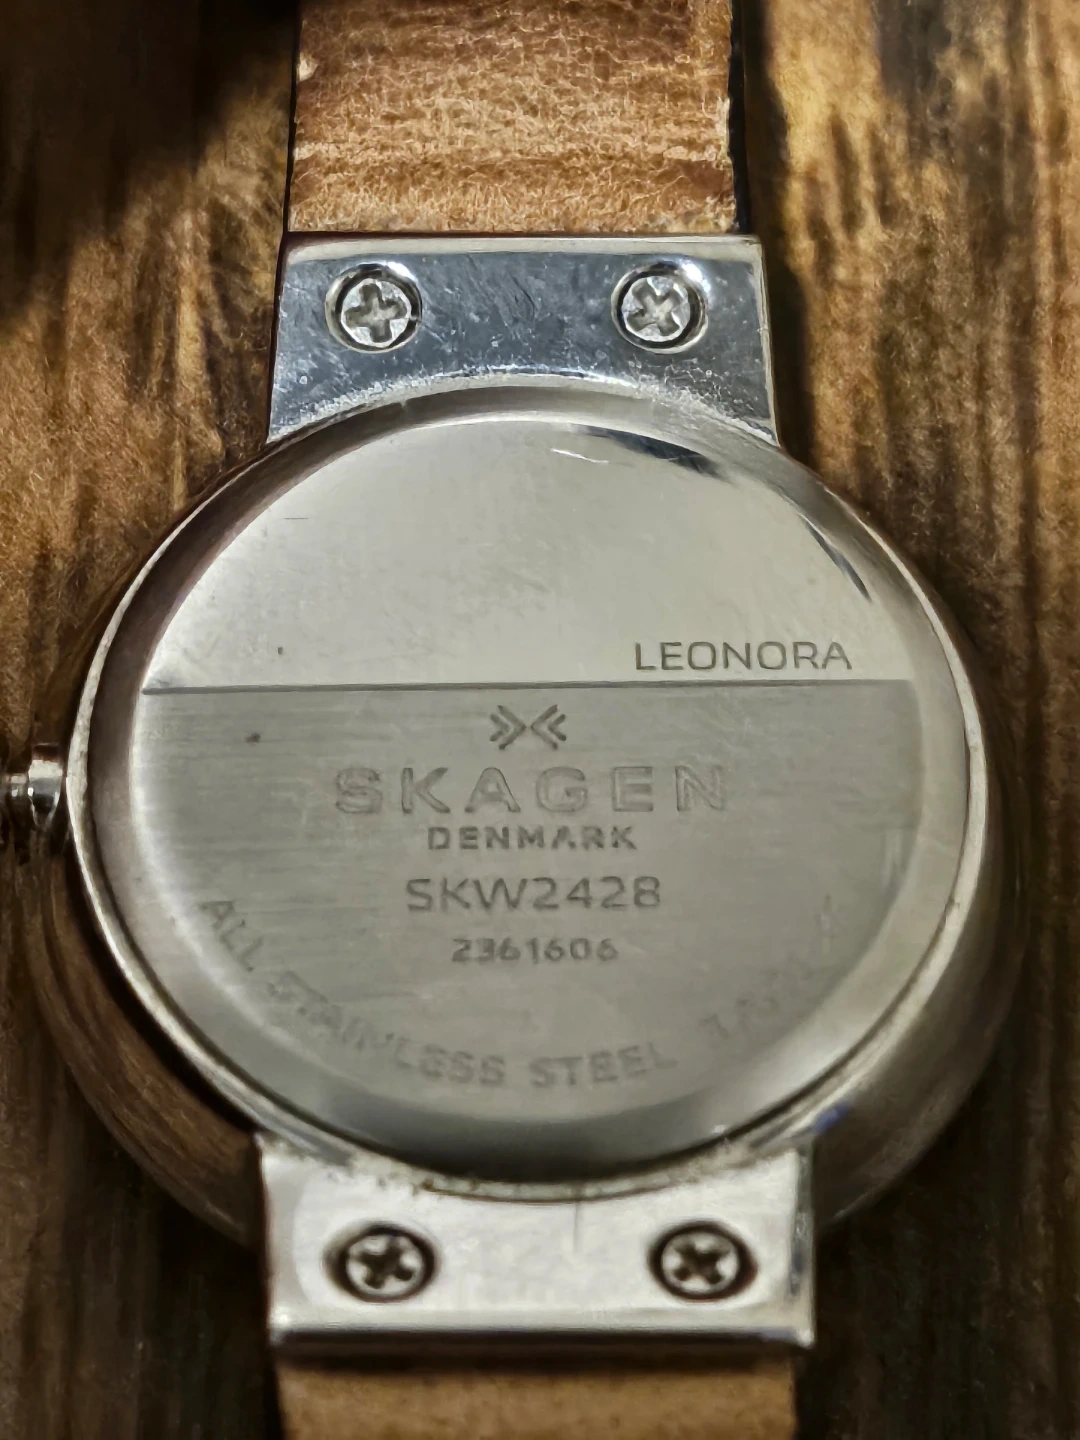 LEONORA
SKAGEN
DENMARK
SKW2428
2361606
ALL STAINLESS STEEL